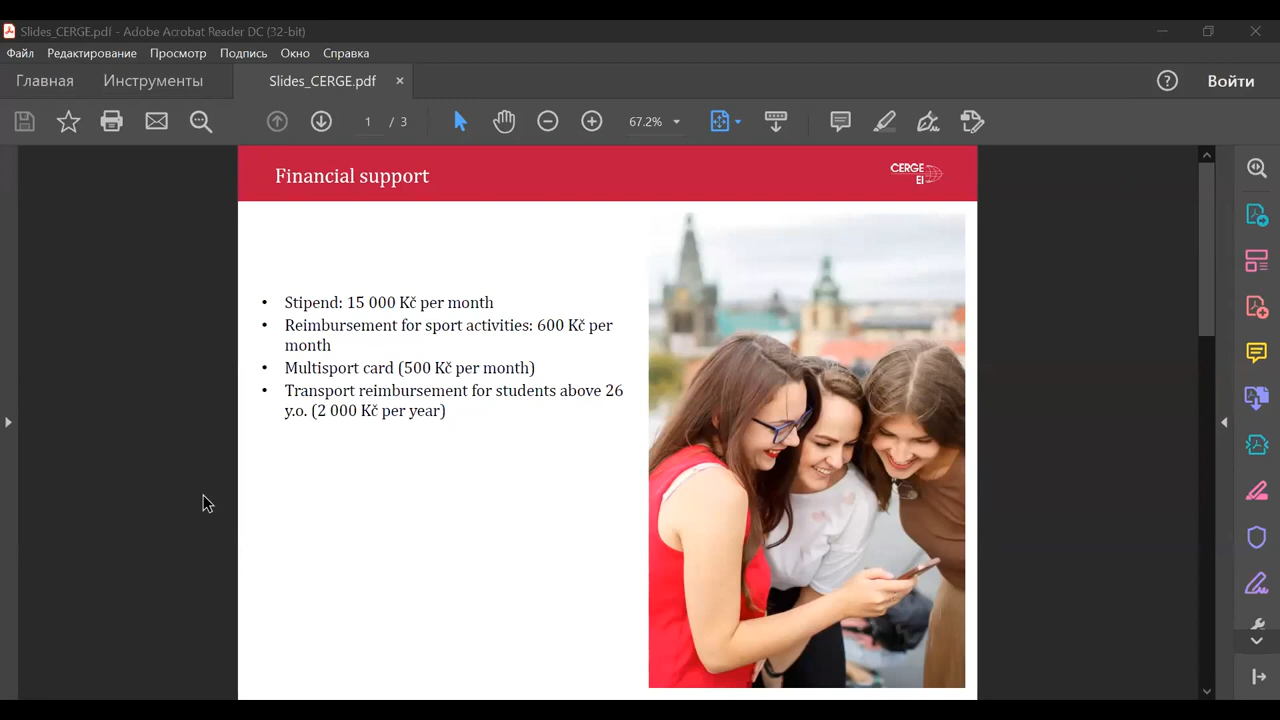 Slides_CERGE.pdf - Adobe Acrobat Reader DC (32-bit)
Файл Редактирование Просмотр Подпись Окно Справка
Главная Инструменты Slides_CERGE.pdf × Войти
1 / 3 67.2%
Financial support
CERGE
EI
• Stipend: 15 000 Kč per month
• Reimbursement for sport activities: 600 Kč per
month
• Multisport card (500 Kč per month)
• Transport reimbursement for students above 26
y.o. (2 000 Kč per year)